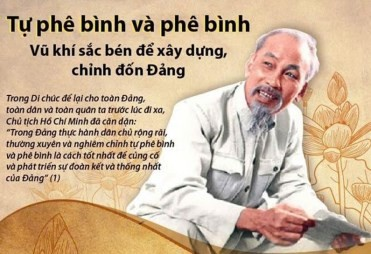 Tự phê bình và phê bình
Vũ khí sắc bén để xây dựng,
chỉnh đốn Đảng
Trong Di chúc để lại cho toàn Đảng,
toàn dân và toàn quân ta trước lúc đi xa,
Chủ tịch Hồ Chí Minh đã căn dặn:
"Trong Đảng thực hành dân chủ rộng rãi,
thường xuyên và nghiêm chỉnh tự phê bình
và phê bình là cách tốt nhất để củng cố
và phát triển sự đoàn kết và thống nhất
của Đảng" (1)